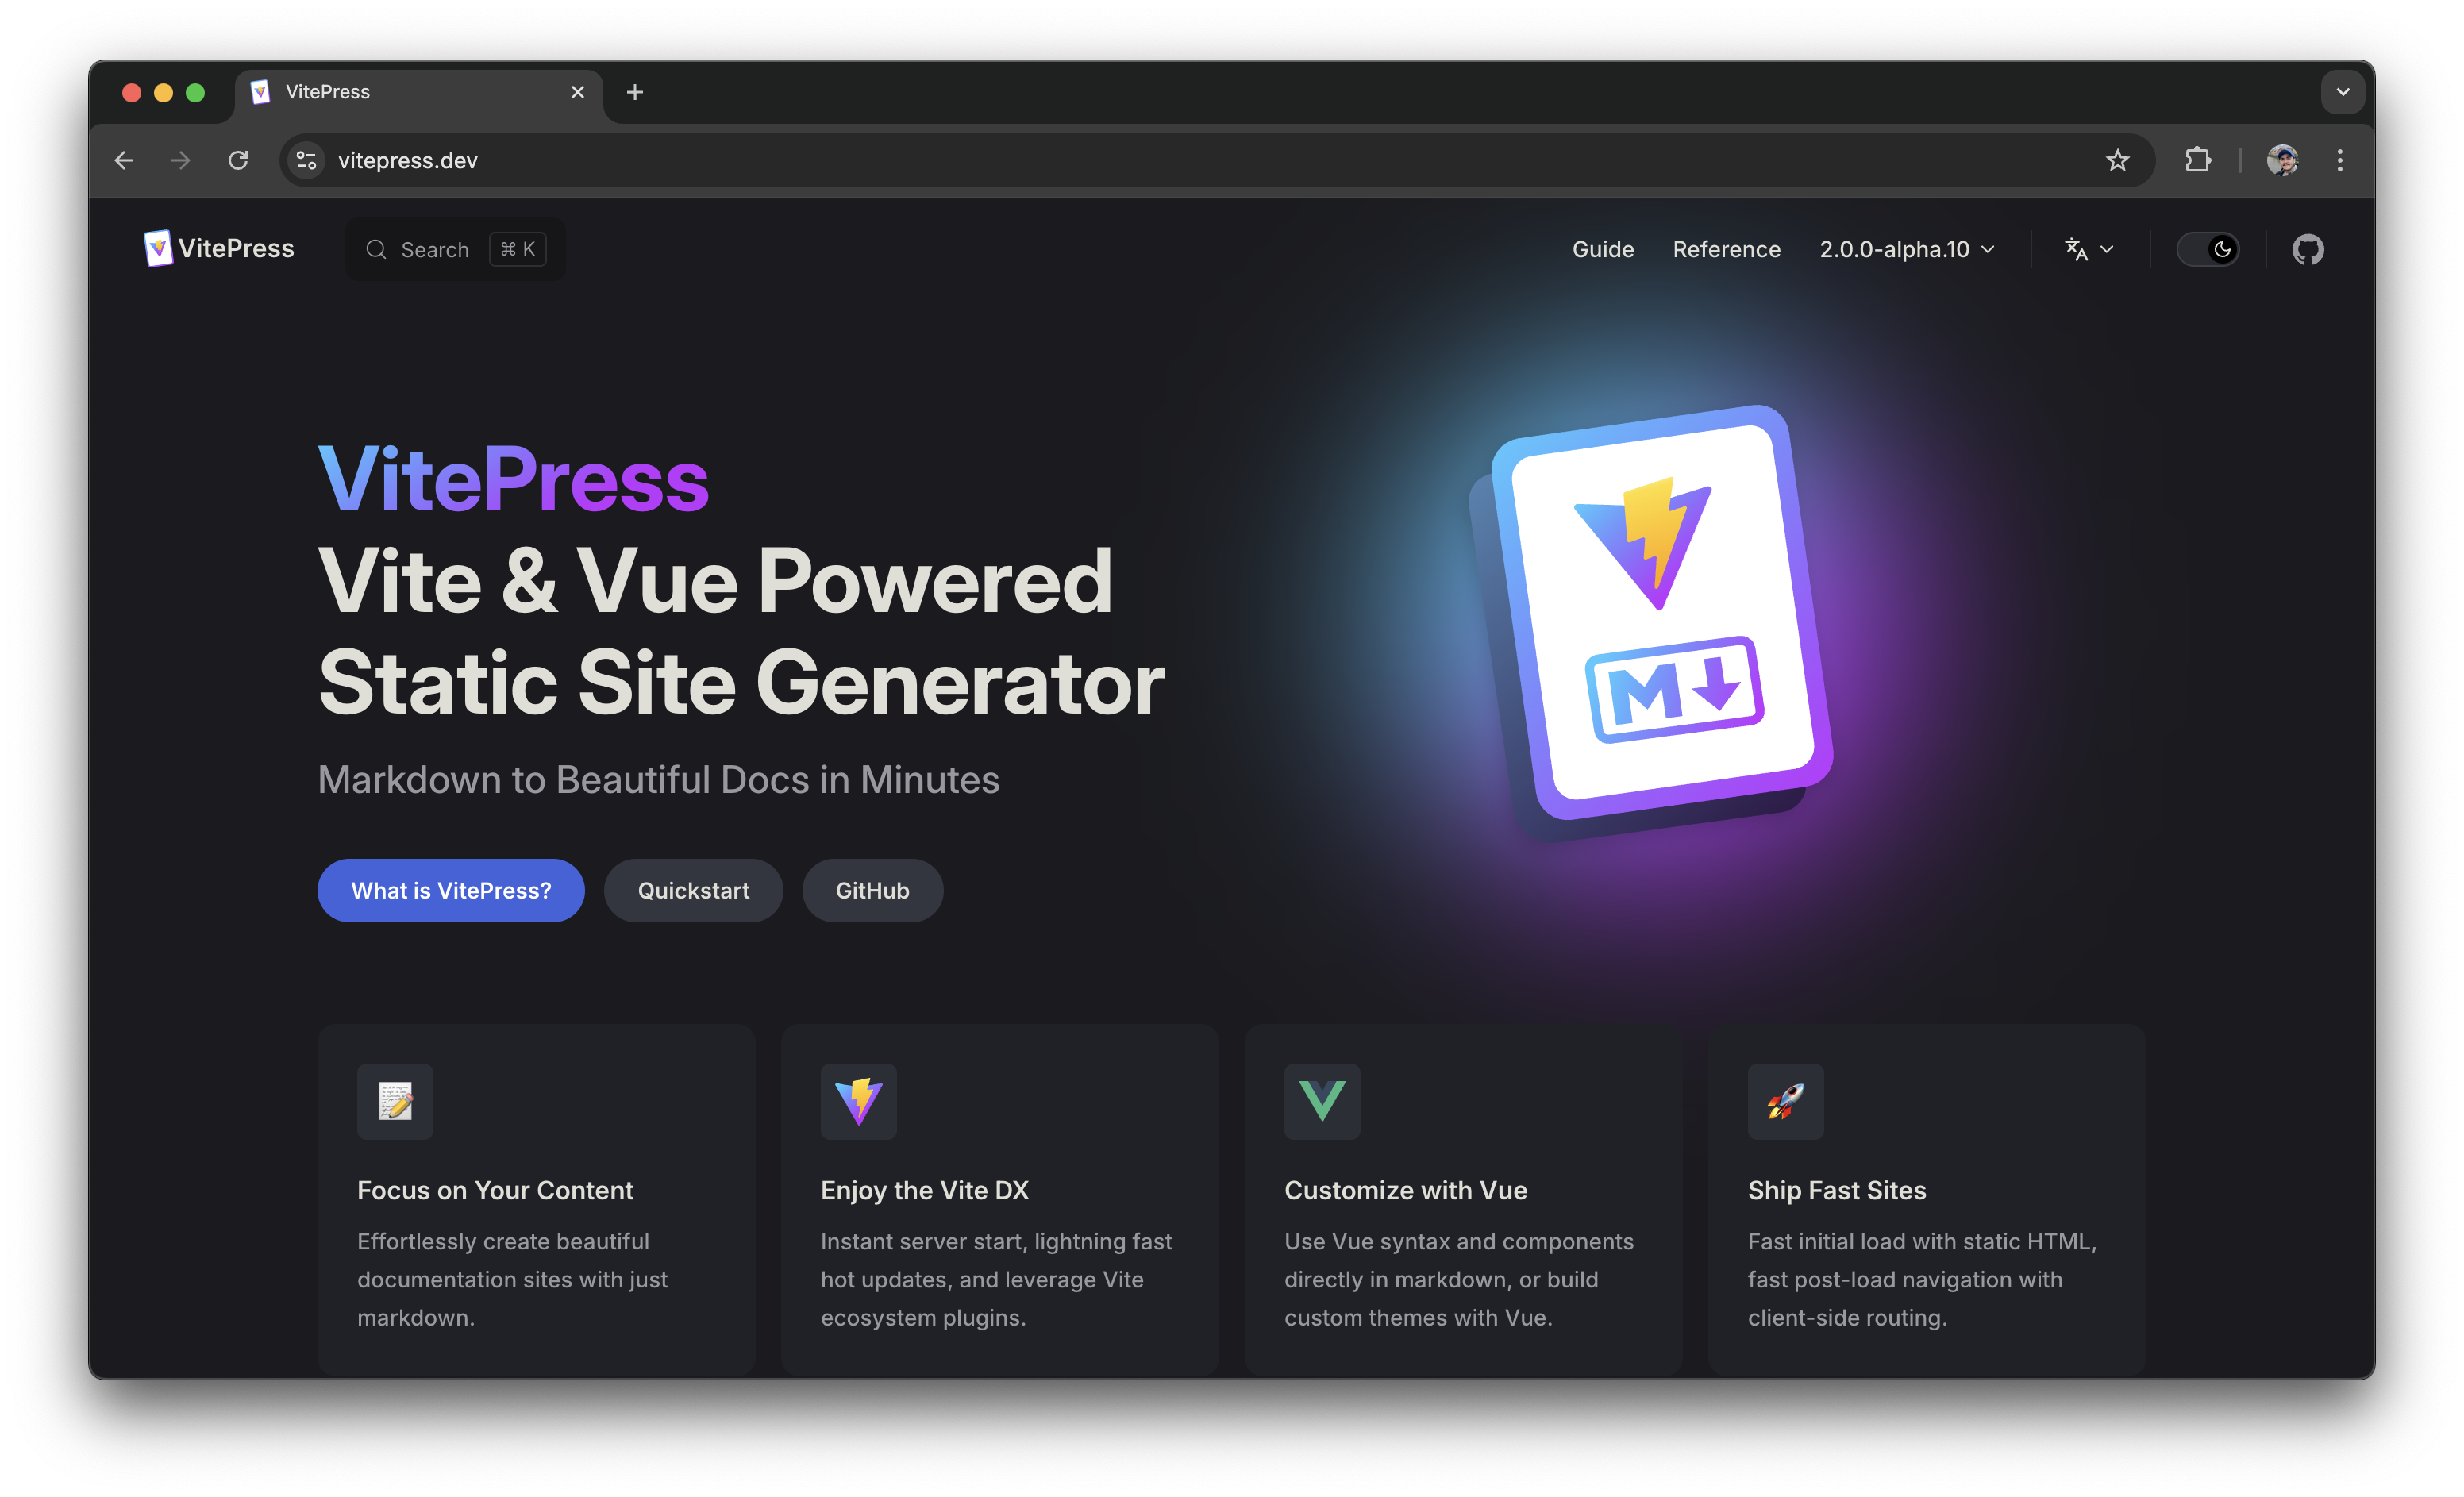 VitePress
vitepress.dev
VitePress
Search ⌘ K
Guide Reference 2.0.0-alpha.10
VitePress
Vite & Vue Powered
Static Site Generator
Markdown to Beautiful Docs in Minutes
What is VitePress? Quickstart GitHub
M
Focus on Your Content
Effortlessly create beautiful
documentation sites with just
markdown.
Enjoy the Vite DX
Instant server start, lightning fast
hot updates, and leverage Vite
ecosystem plugins.
Customize with Vue
Use Vue syntax and components
directly in markdown, or build
custom themes with Vue.
Ship Fast Sites
Fast initial load with static HTML,
fast post-load navigation with
client-side routing.